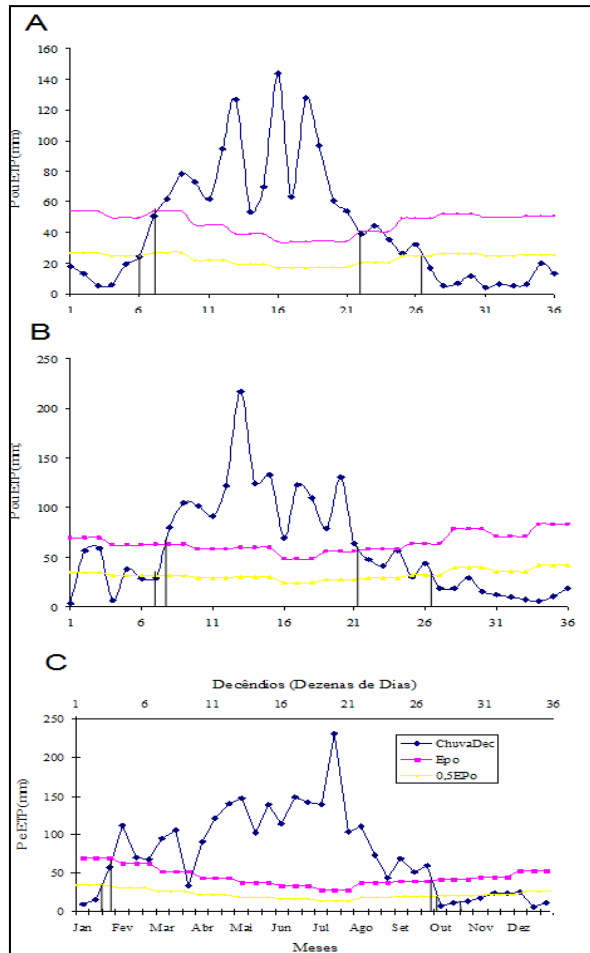 A
P ou ETP (mm)
160
140
120
100
80
60
40
20
0
1 6 11 16 21 26 31 36
B
P ou ETP (mm)
250
200
150
100
50
0
1 6 11 16 21 26 31 36
C
Decêndios (Dezenas de Dias)
1 6 11 16 21 26 31 36
P e ETP (mm)
250
200
150
100
50
0
ChuvaDec
Epo
0,5EPo
Jan Fev Mar Abr Mai Jun Jul Ago Set Out Nov Dez
Meses